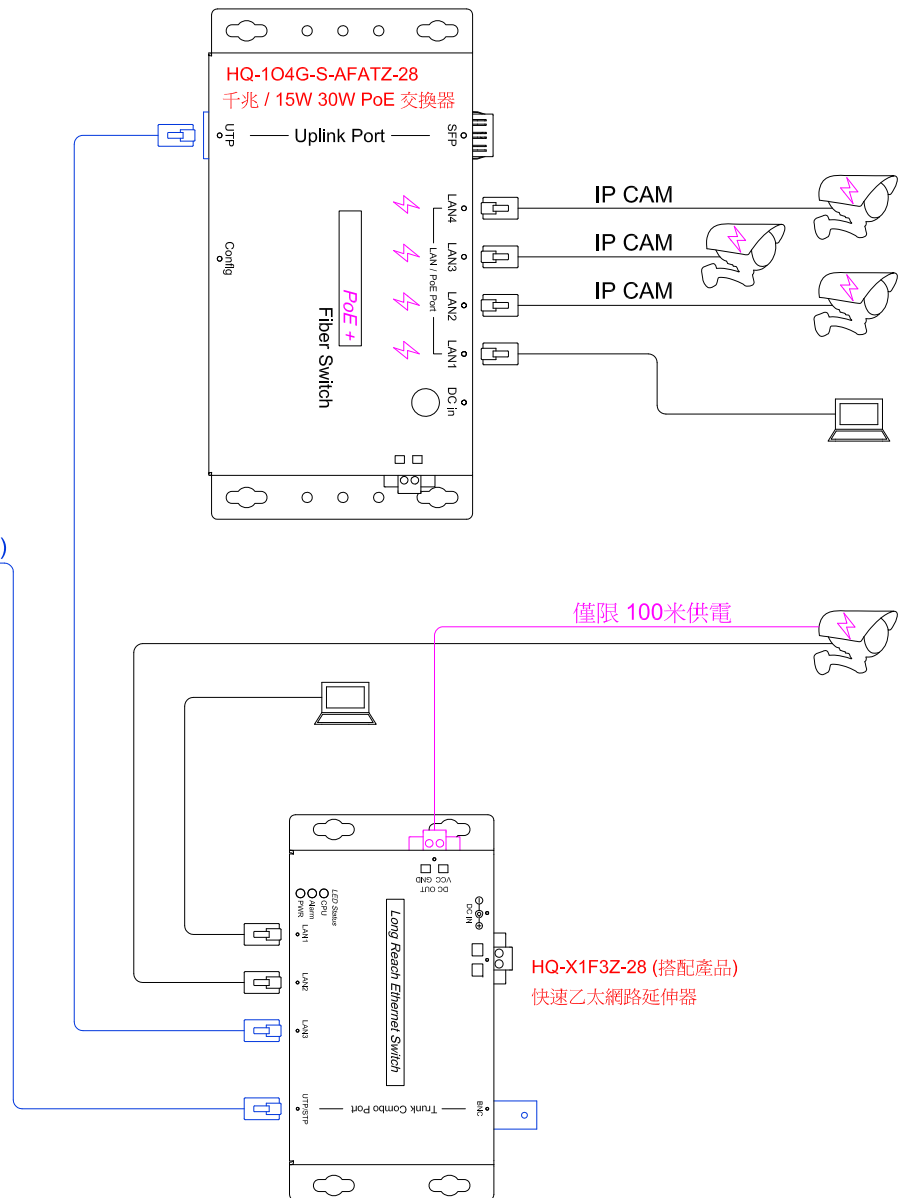 HQ-1O4G-S-AFATZ-28
千兆 / 15W 30W PoE 交換器
UTP
Uplink Port
SFP
LAN4
IP CAM
LAN3
IP CAM
LAN / PoE Port
LAN2
IP CAM
LAN1
Config
PoE +
Fiber Switch
DC in
)
僅限 100米供電
VCC GND
DC OUT
LED Status
CPU
Alarm
PWR
DC IN
LAN1
LAN2
LAN3
Long Reach Ethernet Switch
HQ-X1F3Z-28 (搭配產品)
快速乙太網路延伸器
UTP/STP
Trunk Combo Port
BNC